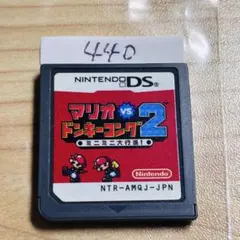 440
NINTENDO DS
マリオ VS.
ドンキーコング2
ミニミニ大行進!
Nintendo
NTR-AMQJ-JPN